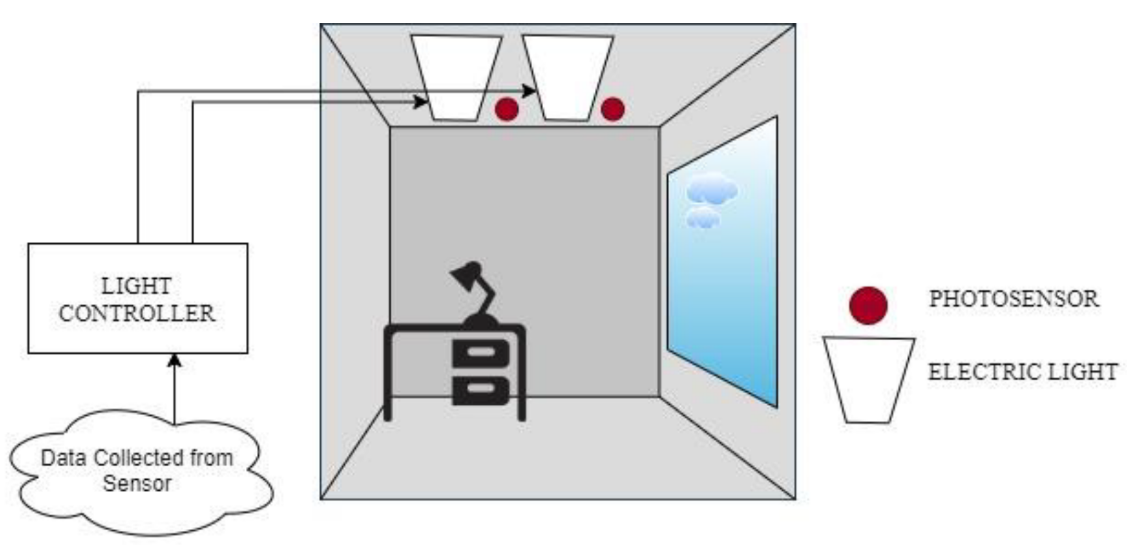 LIGHT
CONTROLLER
Data Collected from
Sensor
PHOTOSENSOR
ELECTRIC LIGHT